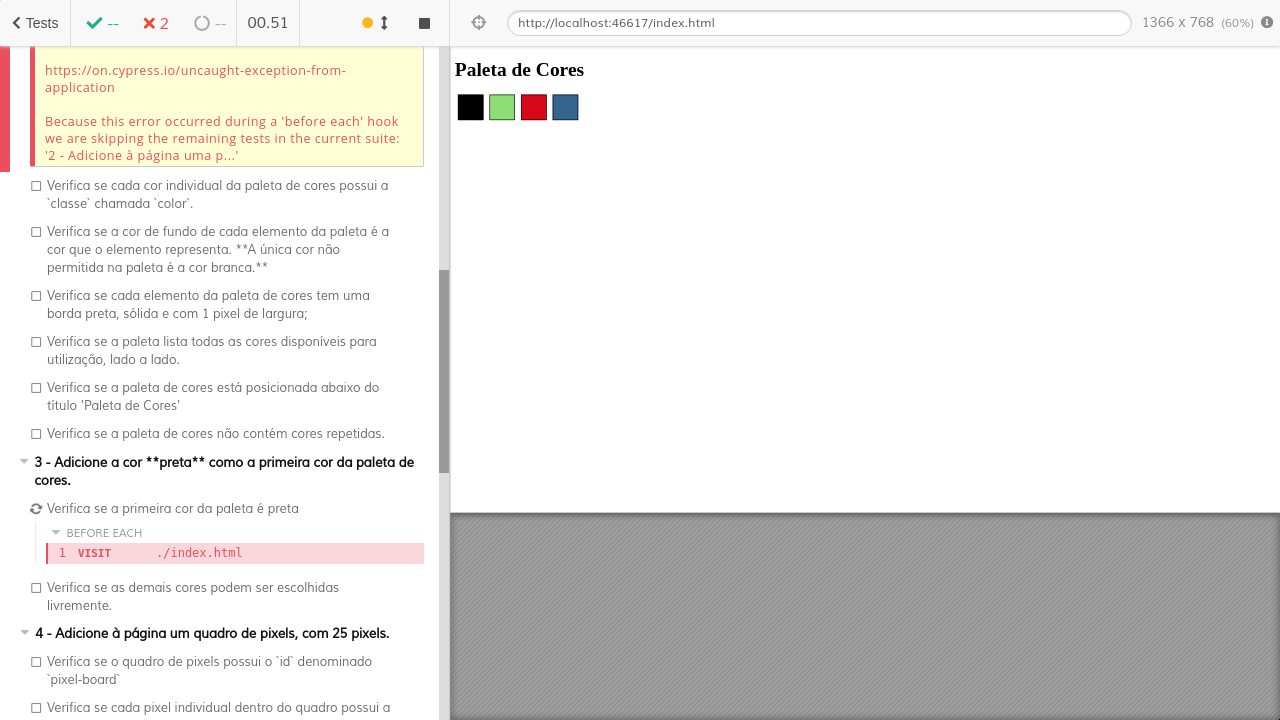 Tests
--
2
--
00.51
http://localhost:46617/index.html
1366 x 768 (60%)
https://on.cypress.io/uncaught-exception-from-
application
Because this error occurred during a 'before each' hook
we are skipping the remaining tests in the current suite:
'2 - Adicione à página uma p...'
Verifica se cada cor individual da paleta de cores possui a
`classe` chamada `color`.
Verifica se a cor de fundo de cada elemento da paleta é a
cor que o elemento representa. **A única cor não
permitida na paleta é a cor branca.**
Verifica se cada elemento da paleta de cores tem uma
borda preta, sólida e com 1 pixel de largura;
Verifica se a paleta lista todas as cores disponíveis para
utilização, lado a lado.
Verifica se a paleta de cores está posicionada abaixo do
título 'Paleta de Cores'
Verifica se a paleta de cores não contém cores repetidas.
3 - Adicione a cor **preta** como a primeira cor da paleta de
cores.
Verifica se a primeira cor da paleta é preta
BEFORE EACH
1 VISIT ./index.html
Verifica se as demais cores podem ser escolhidas
livremente.
4 - Adicione à página um quadro de pixels, com 25 pixels.
Verifica se o quadro de pixels possui o `id` denominado
`pixel-board`
Verifica se cada pixel individual dentro do quadro possui a
Paleta de Cores